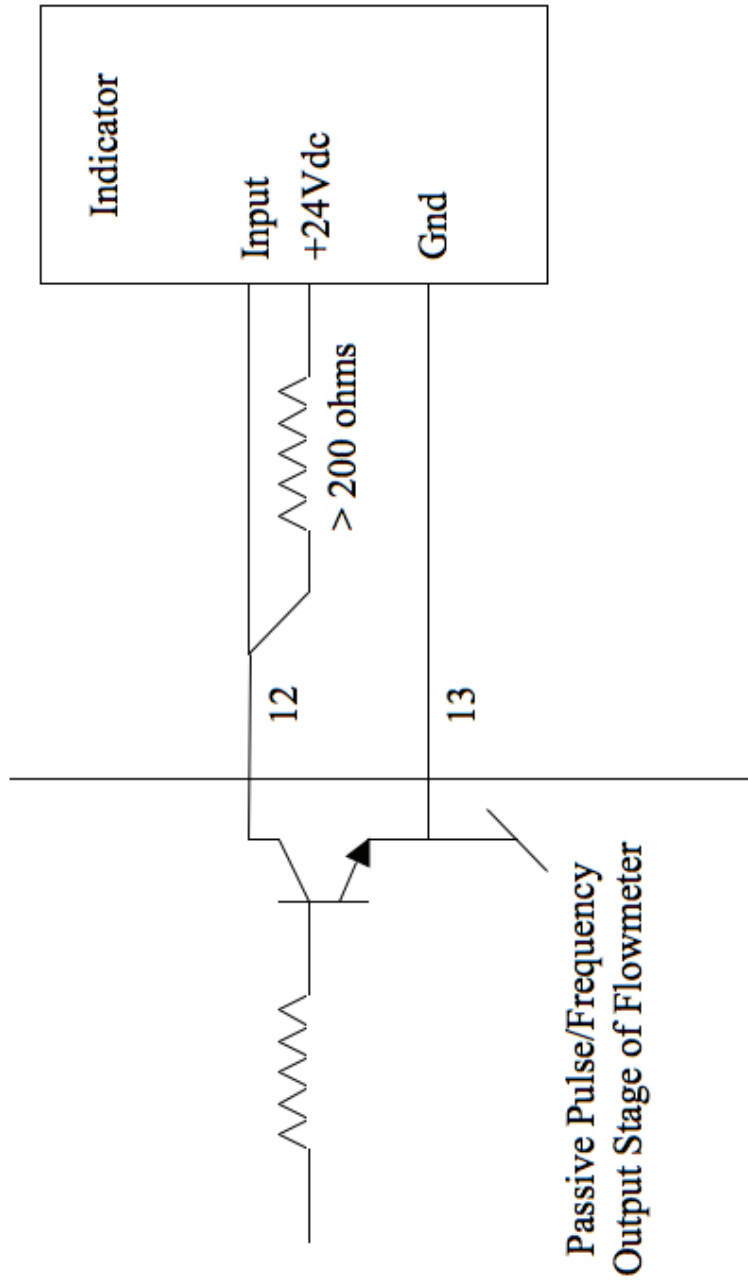 Indicator
Input
+24Vdc
Gnd
> 200 ohms
12
13
Passive Pulse/Frequency
Output Stage of Flowmeter